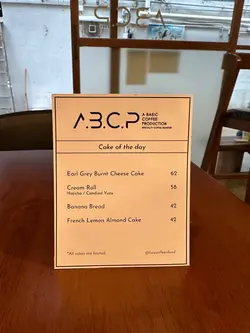 A.B.C.P
A BASIC
COFFEE
PRODUCTION
Cake of the day
Earl Grey Burnt Cheese Cake 62
Cream Roll 58
Matcha / Candied Yuzu
Banana Bread 42
French Lemon Almond Cake 42
*All cakes are limited